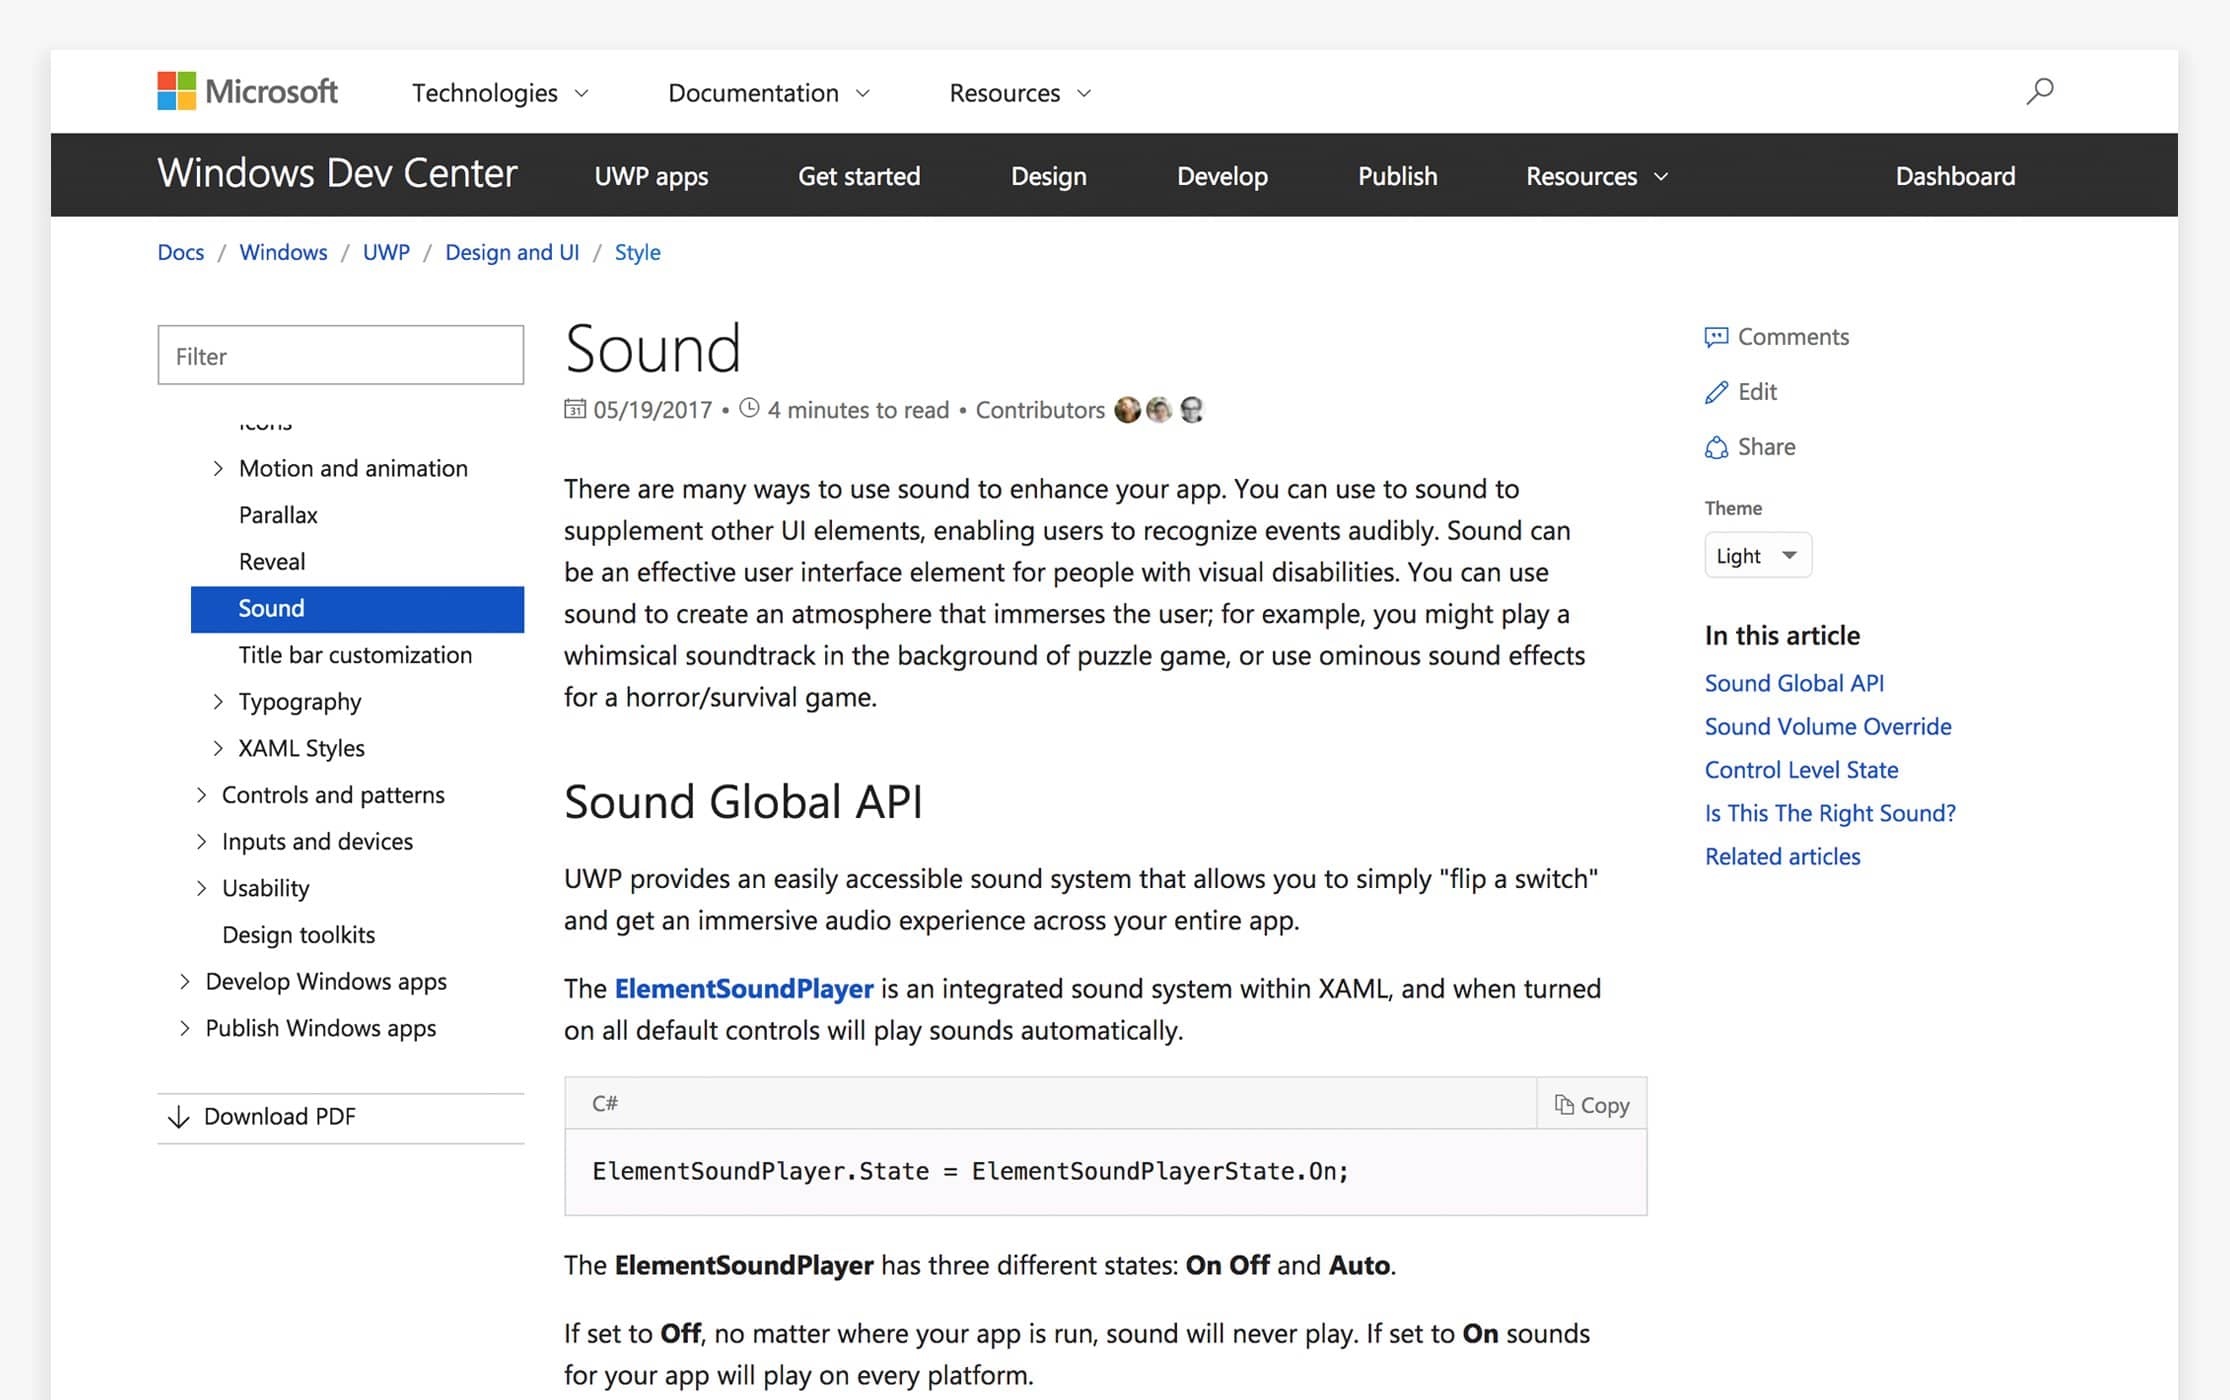 Microsoft
Technologies
Documentation
Resources
Windows Dev Center
UWP apps
Get started
Design
Develop
Publish
Resources
Dashboard
Docs / Windows / UWP / Design and UI / Style
Filter
Icons
Motion and animation
Parallax
Reveal
Sound
Title bar customization
Typography
XAML Styles
Controls and patterns
Inputs and devices
Usability
Design toolkits
Develop Windows apps
Publish Windows apps
Download PDF
Sound
31 05/19/2017 • 4 minutes to read • Contributors
There are many ways to use sound to enhance your app. You can use to sound to
supplement other UI elements, enabling users to recognize events audibly. Sound can
be an effective user interface element for people with visual disabilities. You can use
sound to create an atmosphere that immerses the user; for example, you might play a
whimsical soundtrack in the background of puzzle game, or use ominous sound effects
for a horror/survival game.
Sound Global API
UWP provides an easily accessible sound system that allows you to simply "flip a switch"
and get an immersive audio experience across your entire app.
The ElementSoundPlayer is an integrated sound system within XAML, and when turned
on all default controls will play sounds automatically.
C#
Copy
ElementSoundPlayer.State = ElementSoundPlayerState.On;
The ElementSoundPlayer has three different states: On Off and Auto.
If set to Off, no matter where your app is run, sound will never play. If set to On sounds
for your app will play on every platform.
Comments
Edit
Share
Theme
Light
In this article
Sound Global API
Sound Volume Override
Control Level State
Is This The Right Sound?
Related articles